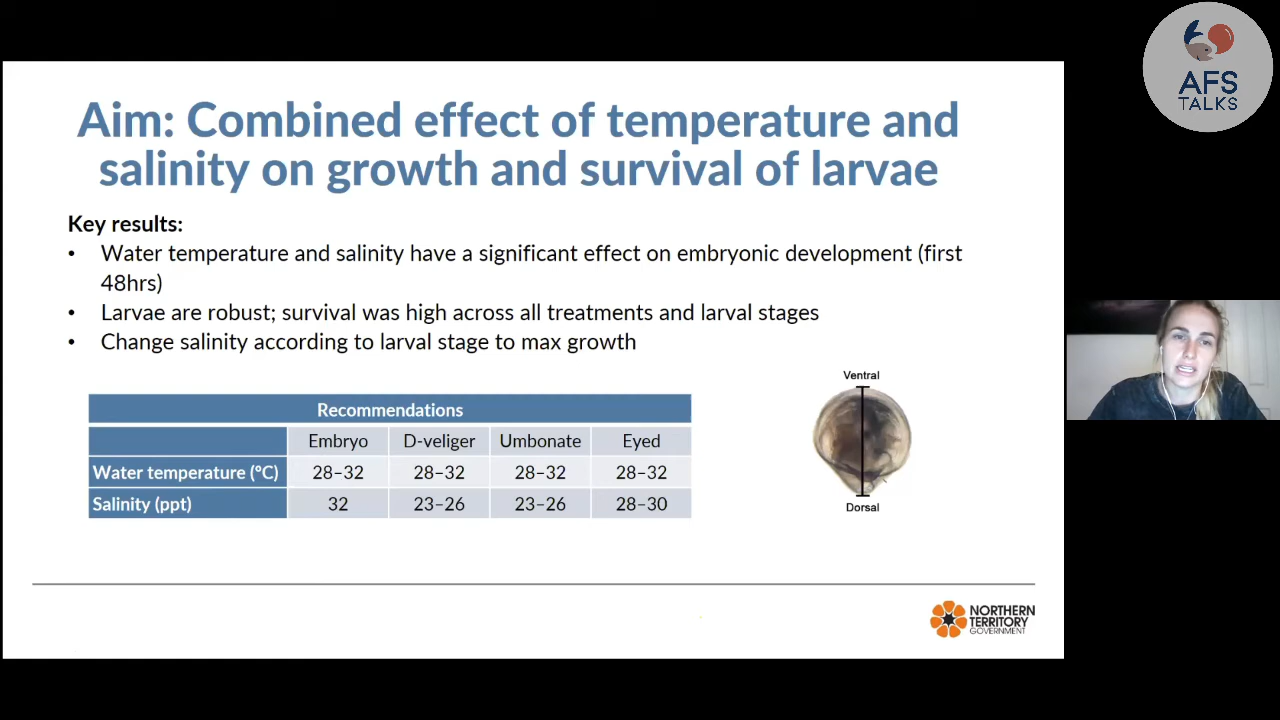 AFS
TALKS
Aim: Combined effect of temperature and
salinity on growth and survival of larvae
Key results:
• Water temperature and salinity have a significant effect on embryonic development (first
48hrs)
• Larvae are robust; survival was high across all treatments and larval stages
• Change salinity according to larval stage to max growth
Recommendations
Embryo D-veliger Umbonate Eyed
Water temperature (°C) 28–32 28–32 28–32 28–32
Salinity (ppt) 32 23–26 23–26 28–30
Ventral
Dorsal
NORTHERN
TERRITORY
GOVERNMENT